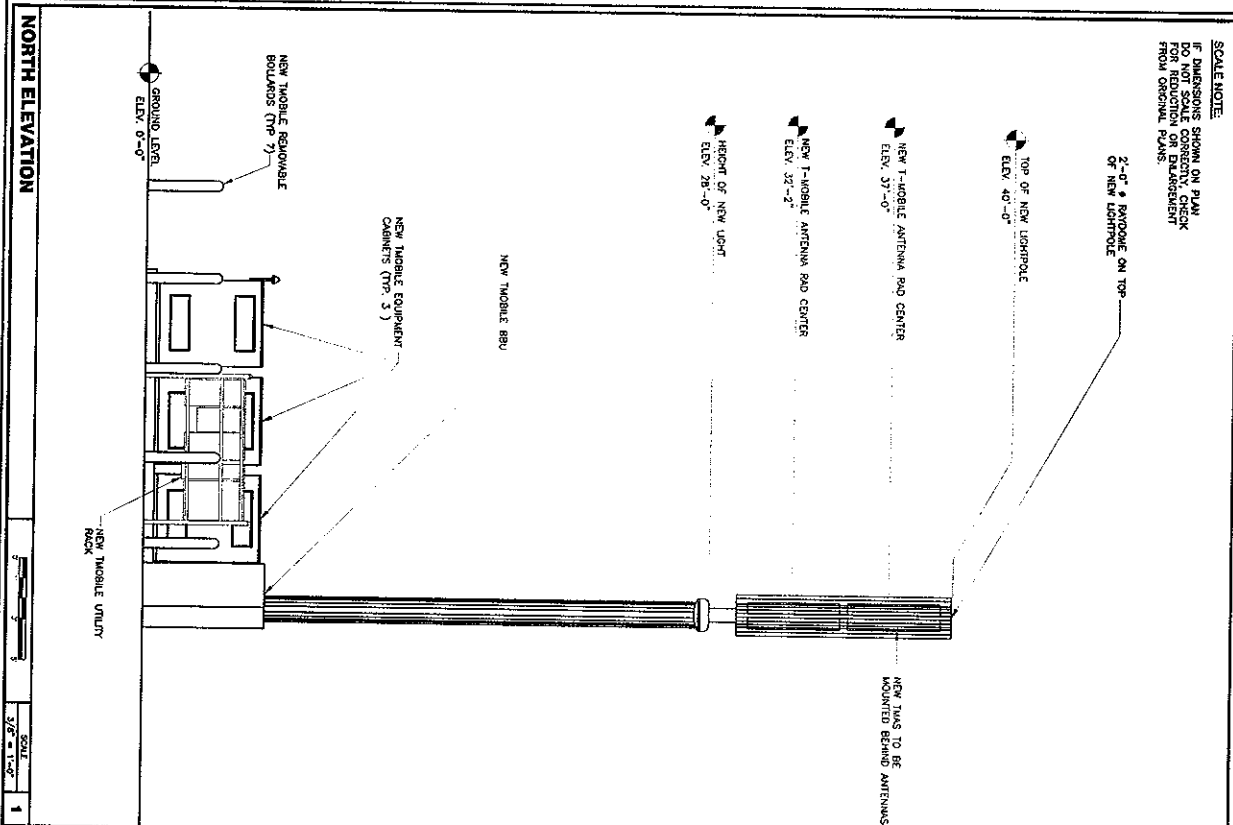 SCALE NOTE:
IF DIMENSIONS SHOWN ON PLAN
DO NOT SCALE CORRECTLY, CHECK
FOR REDUCTION OR ENLARGEMENT
FROM ORIGINAL PLANS.
2'-0" ø RAYDOME ON TOP
OF NEW LIGHTPOLE
TOP OF NEW LIGHTPOLE
ELEV. 40'-0"
NEW T-MOBILE ANTENNA RAD CENTER
ELEV. 37'-0"
NEW T-MOBILE ANTENNA RAD CENTER
ELEV. 32'-2"
HEIGHT OF NEW LIGHT
ELEV. 28'-0"
NEW TMAS TO BE
MOUNTED BEHIND ANTENNAS
NEW TMOBILE BBU
NEW TMOBILE EQUIPMENT
CABINETS (TYP. 3 )
NEW TMOBILE REMOVABLE
BOLLARDS (TYP 7)
GROUND LEVEL
ELEV. 0'-0"
NEW TMOBILE UTILITY
RACK
NORTH ELEVATION
SCALE
3/8" = 1'-0"
1